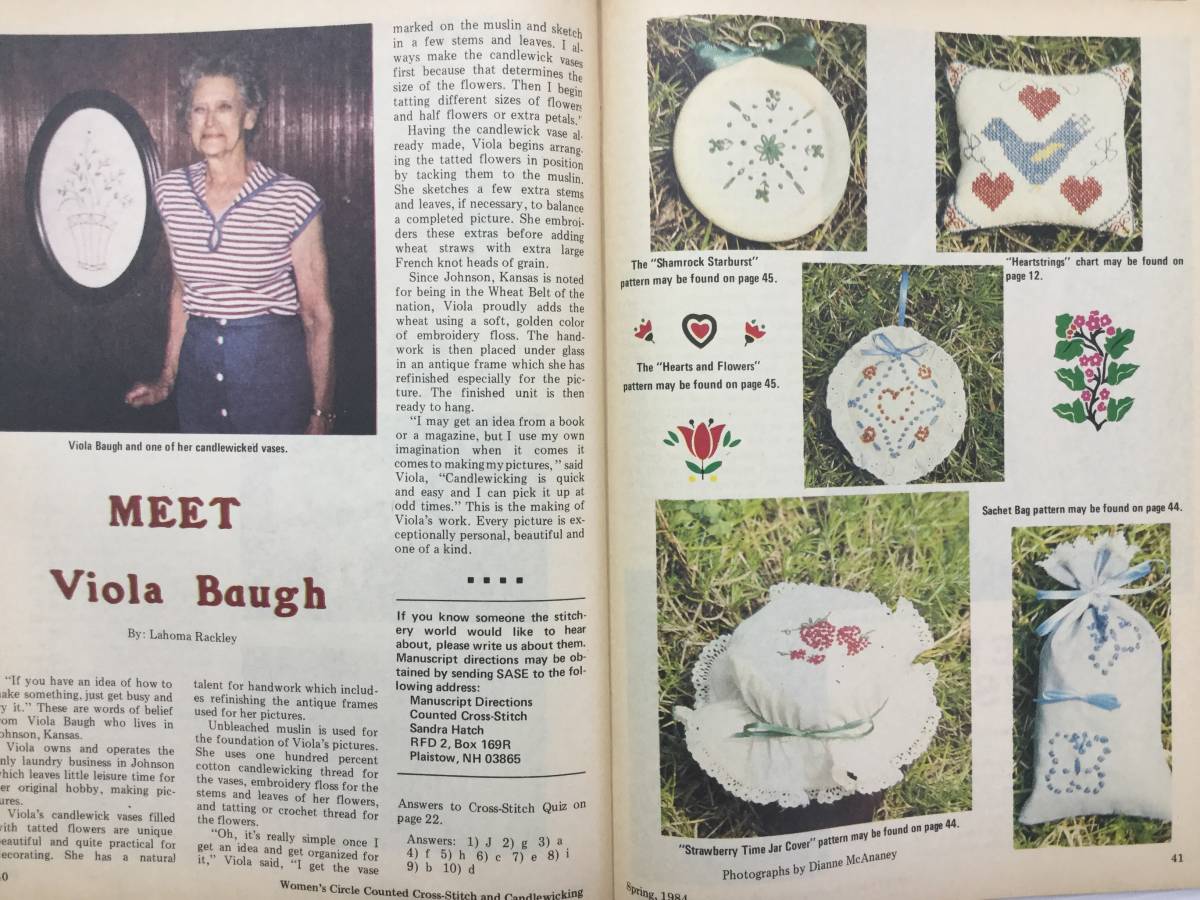 Viola Baugh and one of her candlewicked vases.
MEET
Viola Baugh
By: Lahoma Rackley
"If you have an idea of how to
something, just get busy and
it." These are words of belief
Viola Baugh who lives in
Kansas.
Viola owns and operates the
laundry business in Johnson
which leaves little leisure time for
original hobby, making pic-
Viola's candlewick vases filled
with tatted flowers are unique
beautiful and quite practical for
decorating. She has a natural
talent for handwork which includ-
es refinishing the antique frames
used for her pictures.
Unbleached muslin is used for
the foundation of Viola's pictures.
She uses one hundred percent
cotton candlewicking thread for
the vases, embroidery floss for the
stems and leaves of her flowers,
and tatting or crochet thread for
the flowers.
"Oh, it's really simple once I
get an idea and get organized for
it," Viola said, "I get the vase
marked on the muslin and sketch
in a few stems and leaves. I al-
ways make the candlewick vases
first because that determines the
size of the flowers. Then I begin
tatting different sizes of flowers
and half flowers or extra petals."
Having the candlewick vase al-
ready made, Viola begins arrang-
ing the tatted flowers in position
by tacking them to the muslin.
She sketches a few extra stems
and leaves, if necessary, to balance
a completed picture. She embroi-
ders these extras before adding
wheat straws with extra large
French knot heads of grain.
Since Johnson, Kansas is noted
for being in the Wheat Belt of the
nation, Viola proudly adds the
wheat using a soft, golden color
of embroidery floss. The hand-
work is then placed under glass
in an antique frame which she has
refinished especially for the pic-
ture. The finished unit is then
ready to hang.
"I may get an idea from a book
or a magazine, but I use my own
imagination when it comes it
comes to making my pictures," said
Viola, "Candlewicking is quick
and easy and I can pick it up at
odd times." This is the making of
Viola's work. Every picture is ex-
ceptionally personal, beautiful and
one of a kind.
If you know someone the stitch-
ery world would like to hear
about, please write us about them.
Manuscript directions may be ob-
tained by sending SASE to the fol-
lowing address:
Manuscript Directions
Counted Cross-Stitch
Sandra Hatch
RFD 2, Box 169R
Plaistow, NH 03865
Answers to Cross-Stitch Quiz on
page 22.
Answers: 1) J 2) g 3) a
4) f 5) h 6) c 7) e 8) i
9) b 10) d
Women's Circle Counted Cross-Stitch and Candlewicking
The "Shamrock Starburst"
pattern may be found on page 45.
"Heartstrings" chart may be found on
page 12.
The "Hearts and Flowers"
pattern may be found on page 45.
Sachet Bag pattern may be found on page 44.
"Strawberry Time Jar Cover" pattern may be found on page 44.
Photographs by Dianne McAnaney
Spring, 1984
41